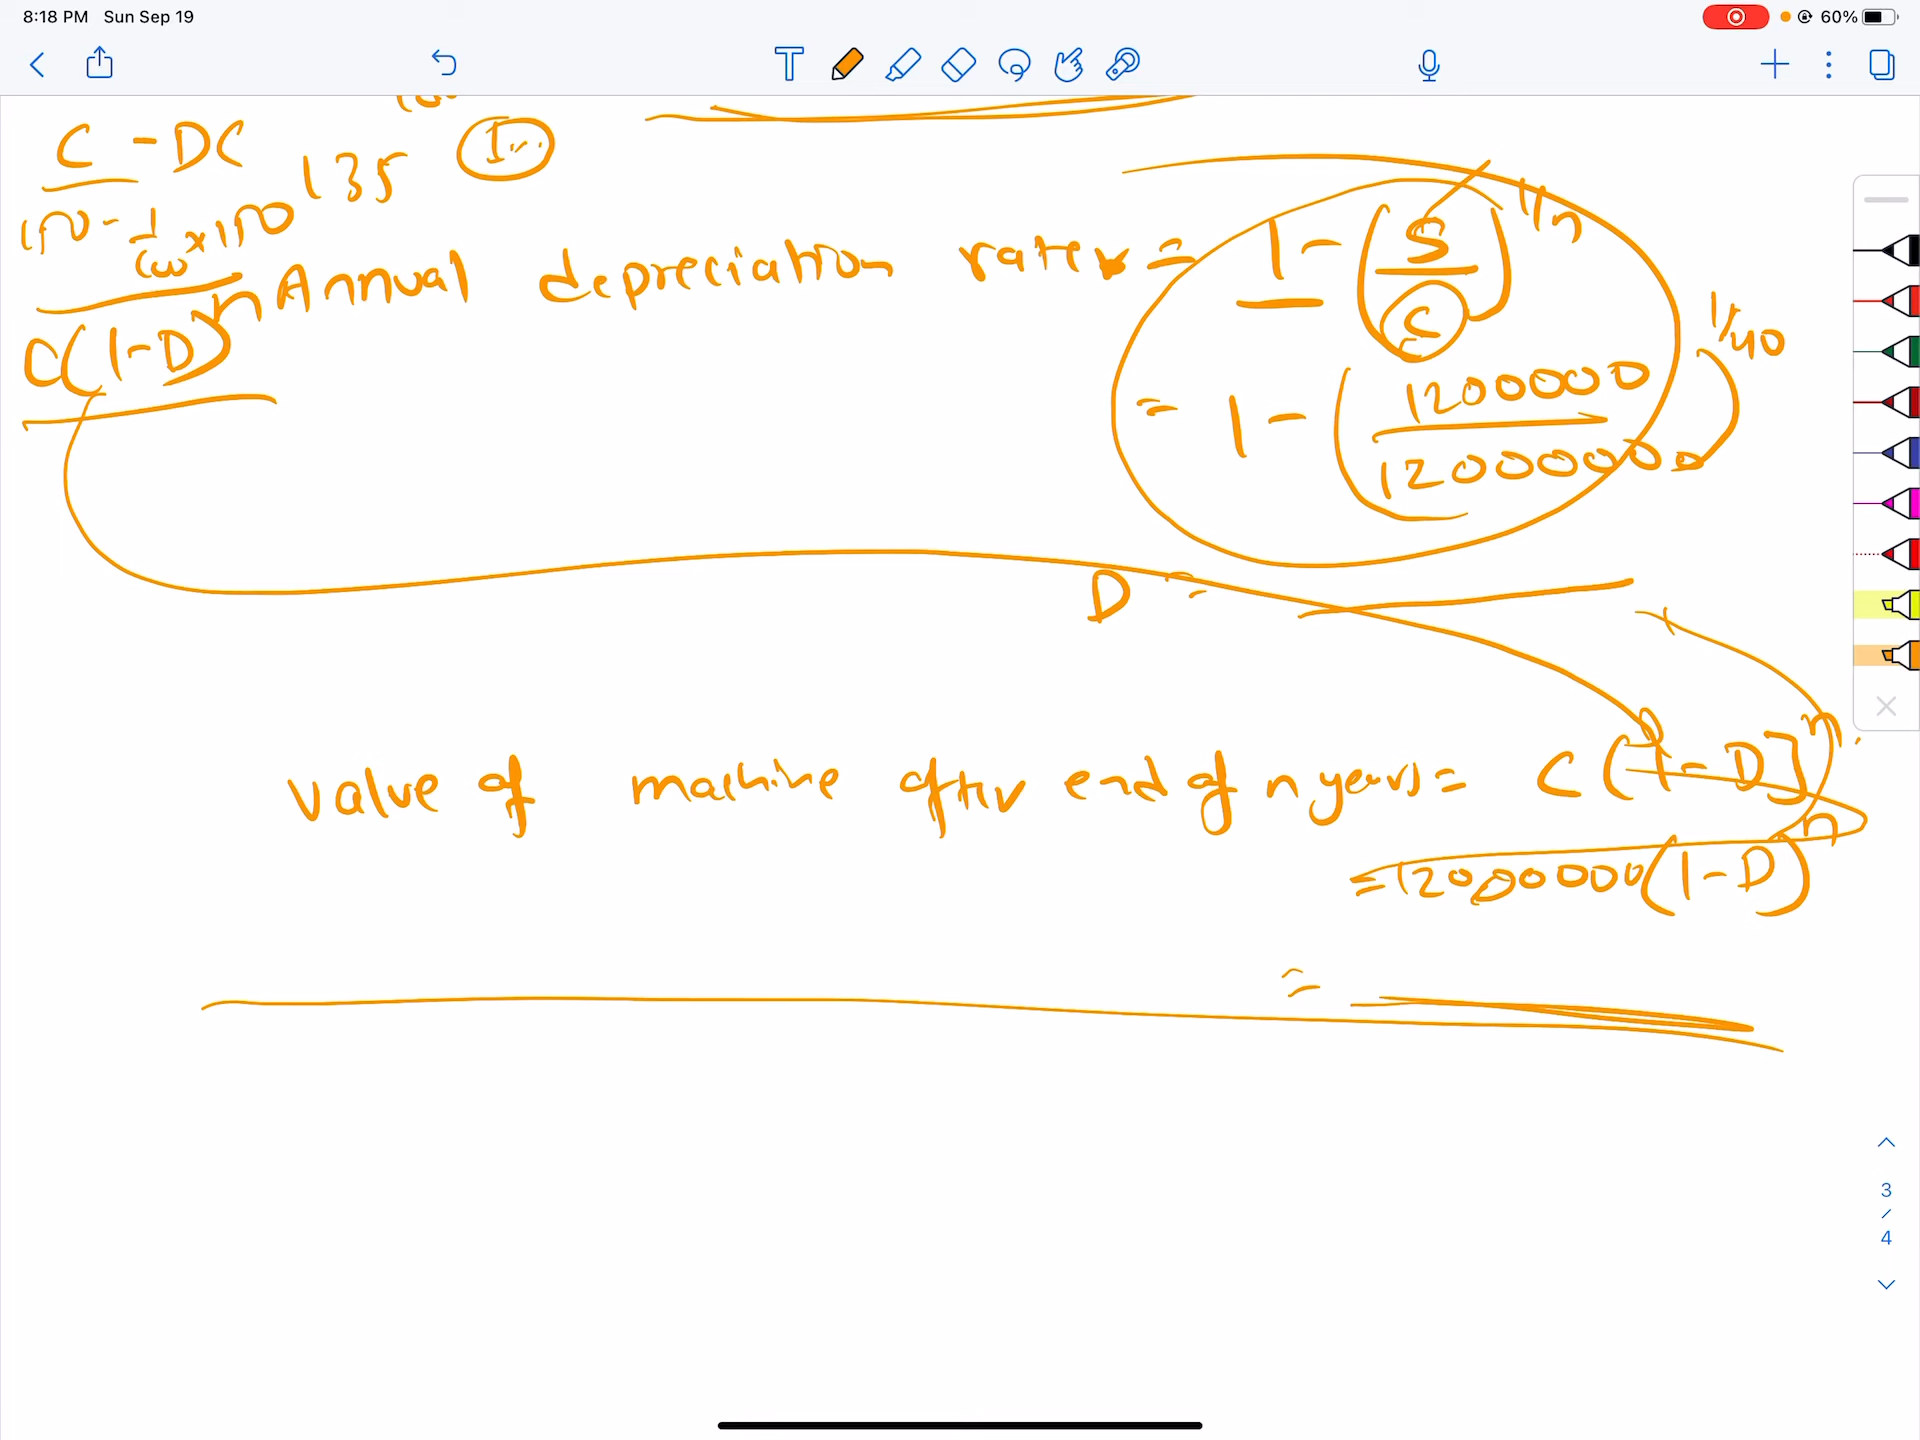 8:18 PM Sun Sep 19
60%
C - DC
135
Annual depreciation rate = 1 - (S/C)^1/n
C(1-D)^n
= 1 - (1200000/12000000)^1/40
D =
Value of machine after end of n years = C (1-D]^n
= 12000000(1-D)^n
=
3
/
4